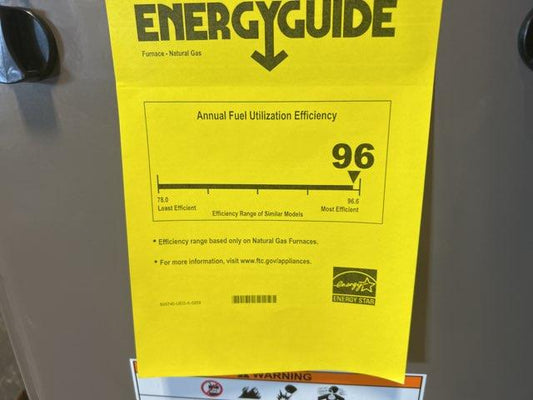 ENERGYGUIDE
Furnace - Natural Gas
Annual Fuel Utilization Efficiency
96
78.0
96.6
Least Efficient
Most Efficient
Efficiency Range of Similar Models
* Efficiency range based only on Natural Gas Furnaces.
* For more information, visit www.ftc.gov/appliances.
energy
ENERGY STAR
WARNING